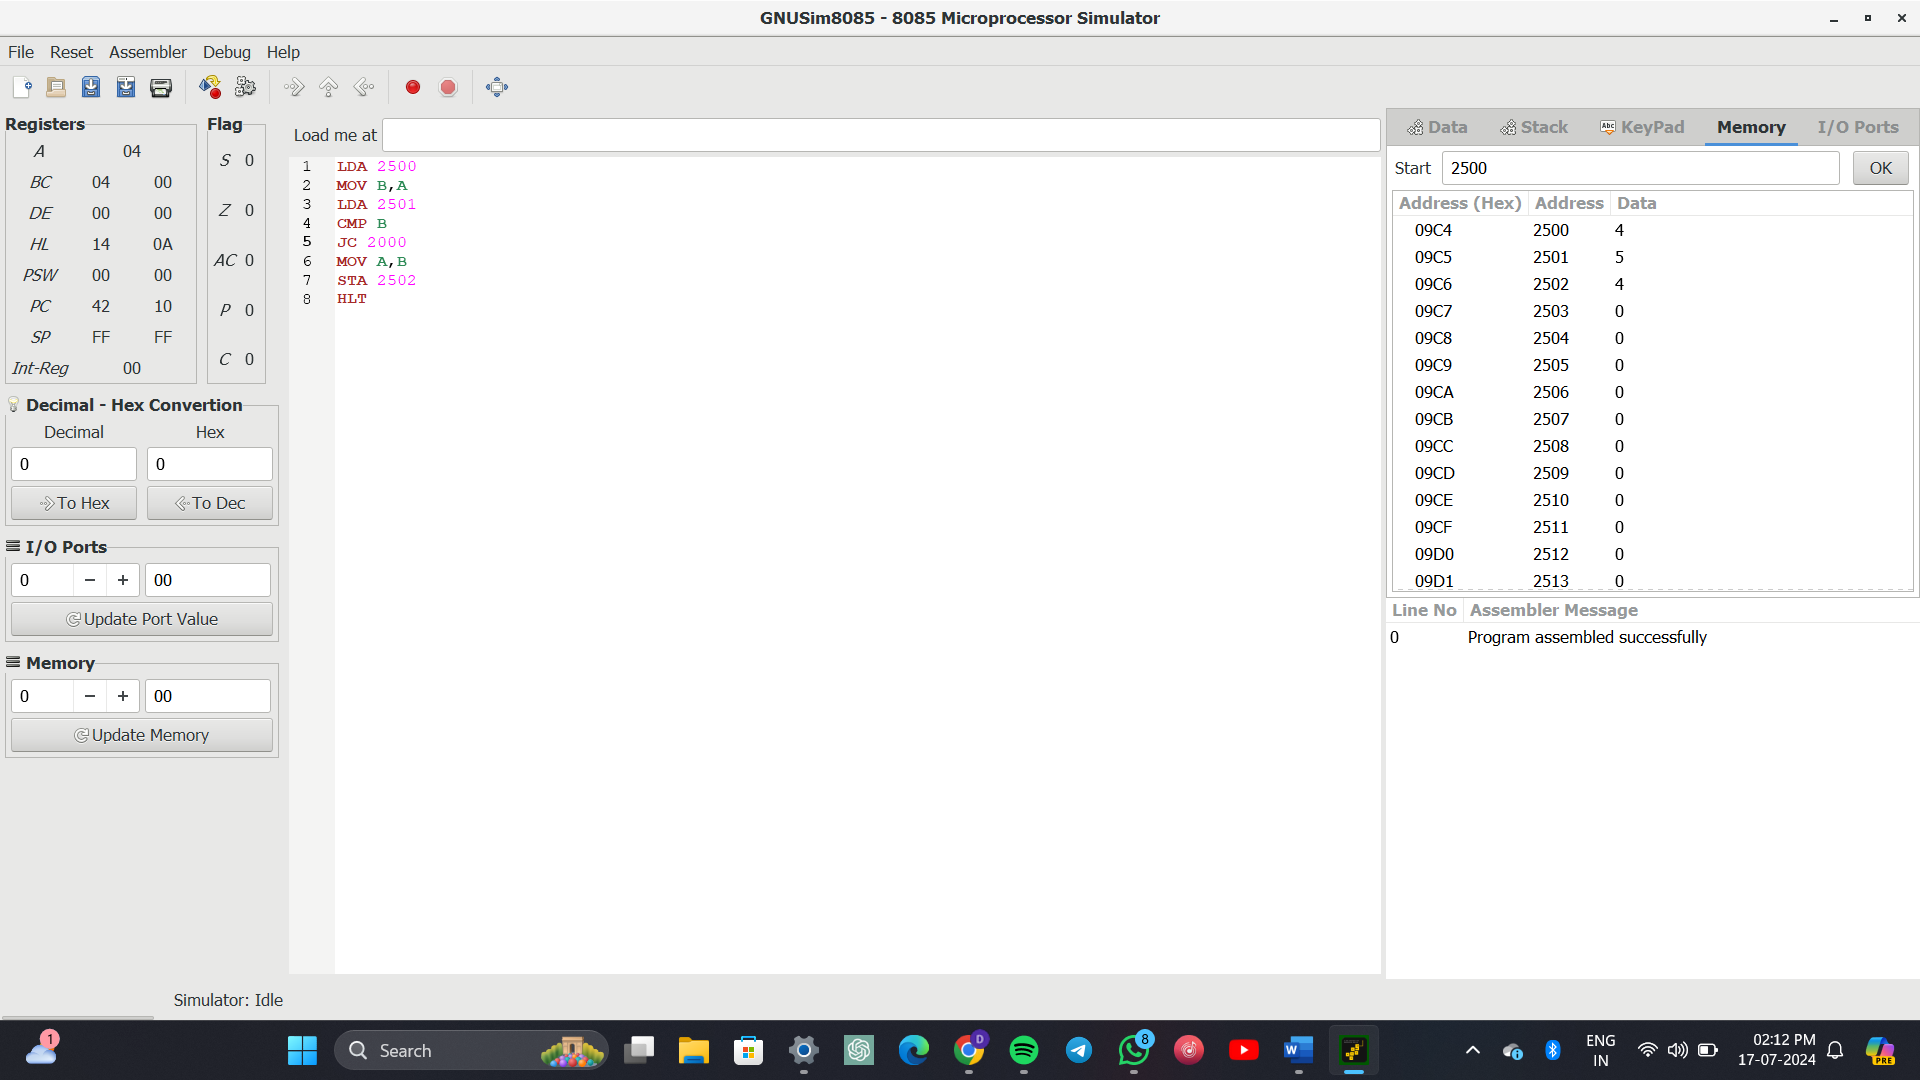 GNUSim8085 - 8085 Microprocessor Simulator
File Reset Assembler Debug Help
Registers
A 04
BC 04 00
DE 00 00
HL 14 0A
PSW 00 00
PC 42 10
SP FF FF
Int-Reg 00
Flag
S 0
Z 0
AC 0
P 0
C 0
Decimal - Hex Convertion
Decimal Hex
0 0
To Hex To Dec
I/O Ports
0 − + 00
Update Port Value
Memory
0 − + 00
Update Memory
Load me at
1 LDA 2500
2 MOV B,A
3 LDA 2501
4 CMP B
5 JC 2000
6 MOV A,B
7 STA 2502
8 HLT
Data Stack Abc KeyPad Memory I/O Ports
Start 2500 OK
Address (Hex) Address Data
09C4 2500 4
09C5 2501 5
09C6 2502 4
09C7 2503 0
09C8 2504 0
09C9 2505 0
09CA 2506 0
09CB 2507 0
09CC 2508 0
09CD 2509 0
09CE 2510 0
09CF 2511 0
09D0 2512 0
09D1 2513 0
Line No Assembler Message
0 Program assembled successfully
Simulator: Idle
1
Search
D
8
W
ENG
IN
02:12 PM
17-07-2024
PRE